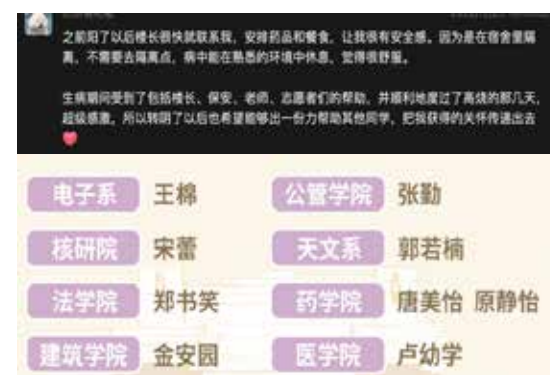 之前阳了以后楼长很快就联系我，安排药品和餐食，让我很有安全感。因为是在宿舍里隔
离，不需要去隔离点，病中能在熟悉的环境中休息，觉得很舒服。
生病期间受到了包括楼长、保安、老师、志愿者们的帮助，并顺利地度过了高烧的那几天，
超级感激，所以转阴了以后也希望能够出一份力帮助其他同学，把我获得的关怀传递出去
电子系 王棉 公管学院 张勤
核研院 宋蕾 天文系 郭若楠
法学院 郑书笑 药学院 唐美怡 原静怡
建筑学院 金安园 医学院 卢幼学